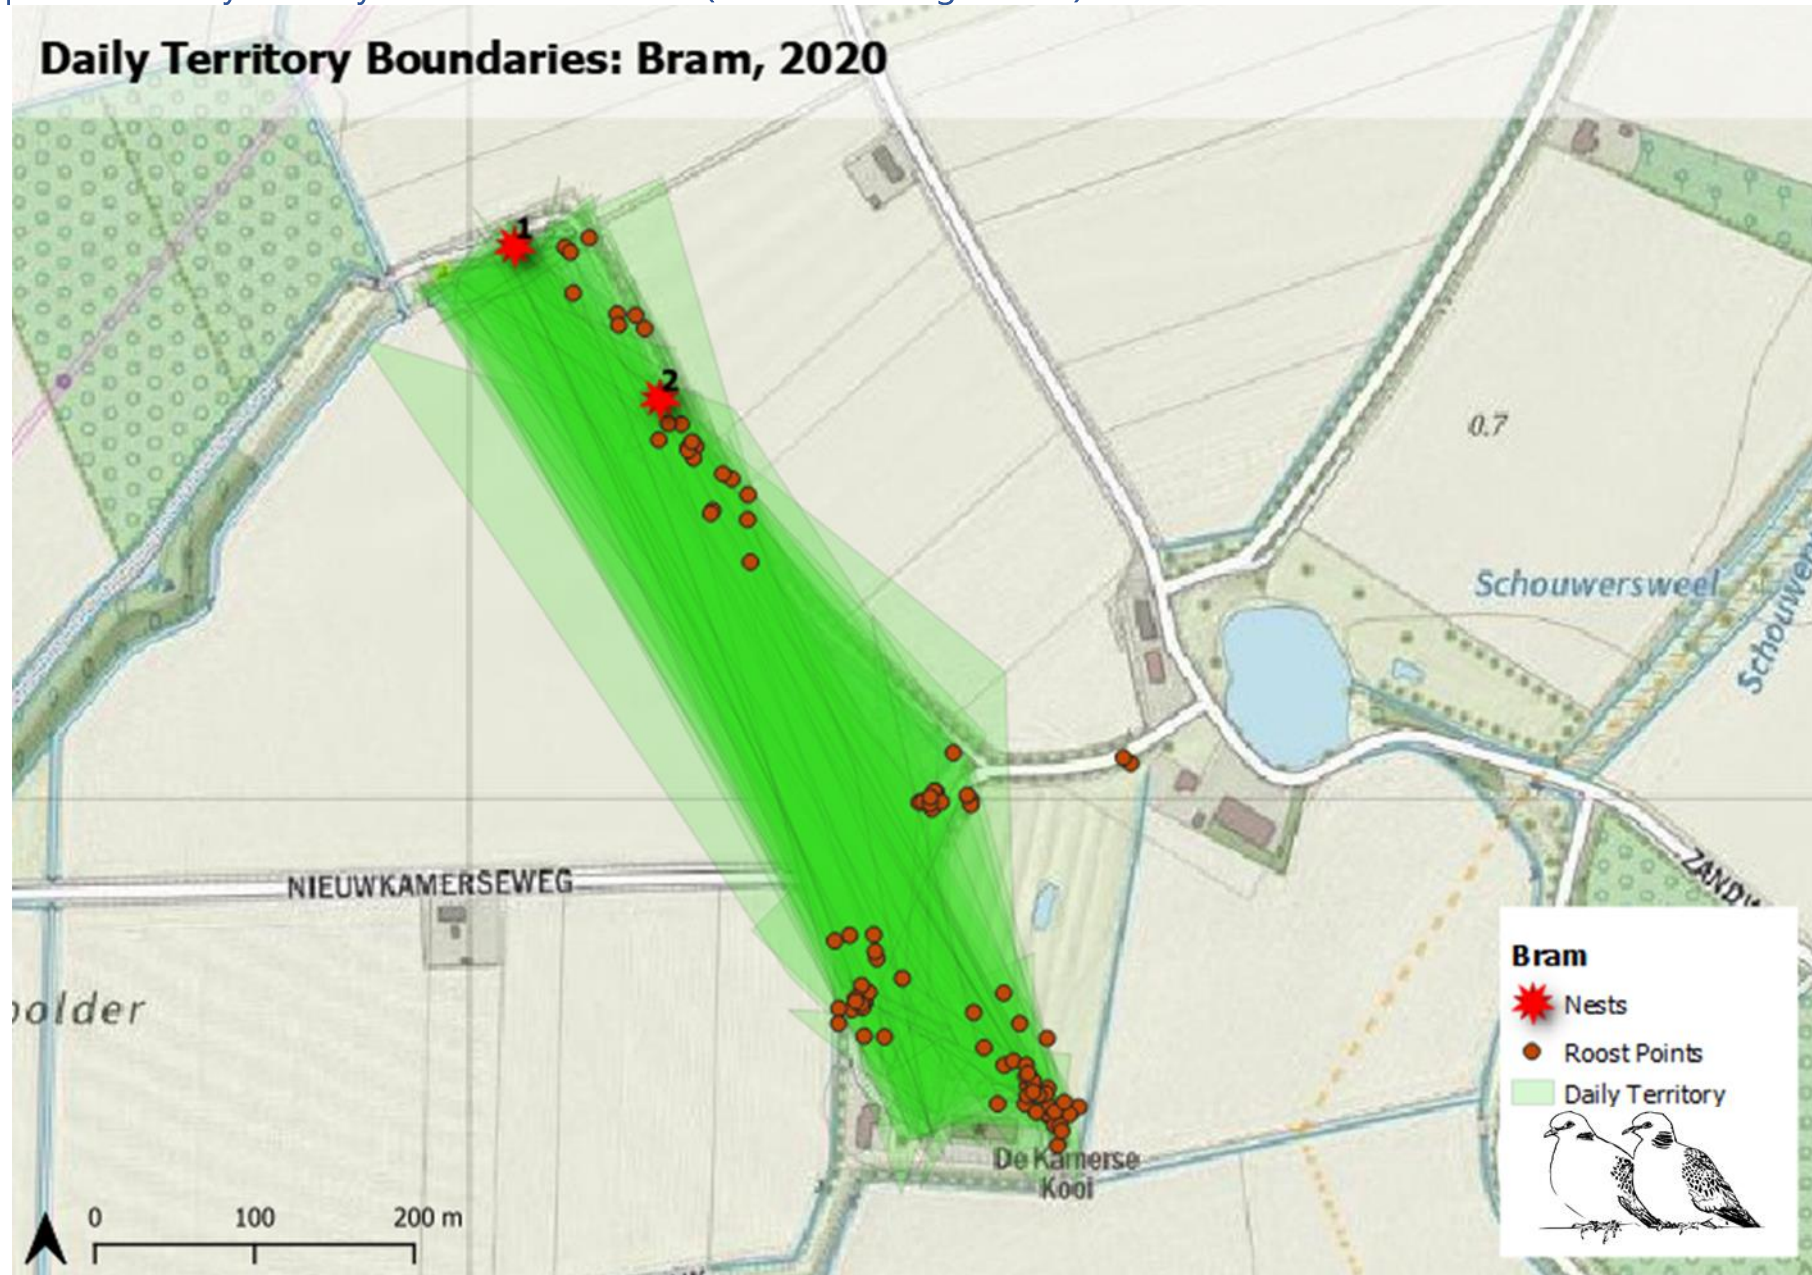 Daily Territory Boundaries: Bram, 2020
1
2
0.7
Schouwersweel
NIEUWKAMERSEWEG
polder
De Kamerse
Kooi
0 100 200 m
Bram
Nests
Roost Points
Daily Territory